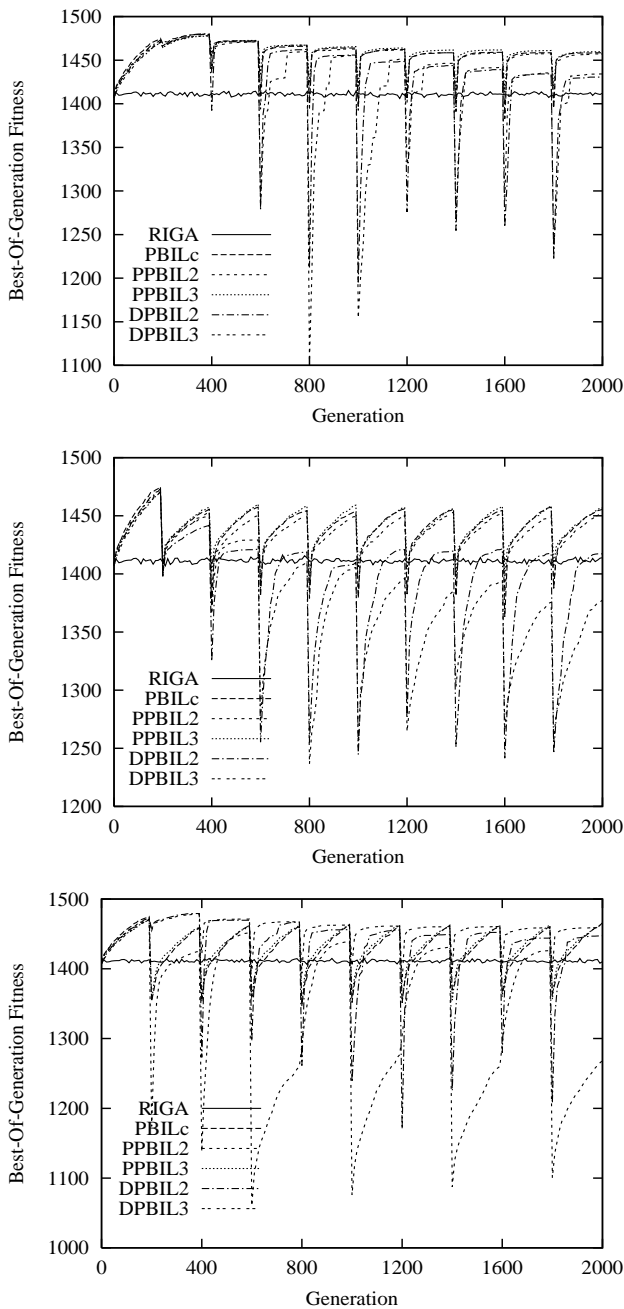 1500
1450
1400
1350
1300
1250
1200
1150
1100
Best-Of-Generation Fitness
RIGA
PBILc
PPBIL2
PPBIL3
DPBIL2
DPBIL3
0 400 800 1200 1600 2000
Generation
1500
1450
1400
1350
1300
1250
1200
Best-Of-Generation Fitness
RIGA
PBILc
PPBIL2
PPBIL3
DPBIL2
DPBIL3
0 400 800 1200 1600 2000
Generation
1500
1400
1300
1200
1100
1000
Best-Of-Generation Fitness
RIGA
PBILc
PPBIL2
PPBIL3
DPBIL2
DPBIL3
0 400 800 1200 1600 2000
Generation